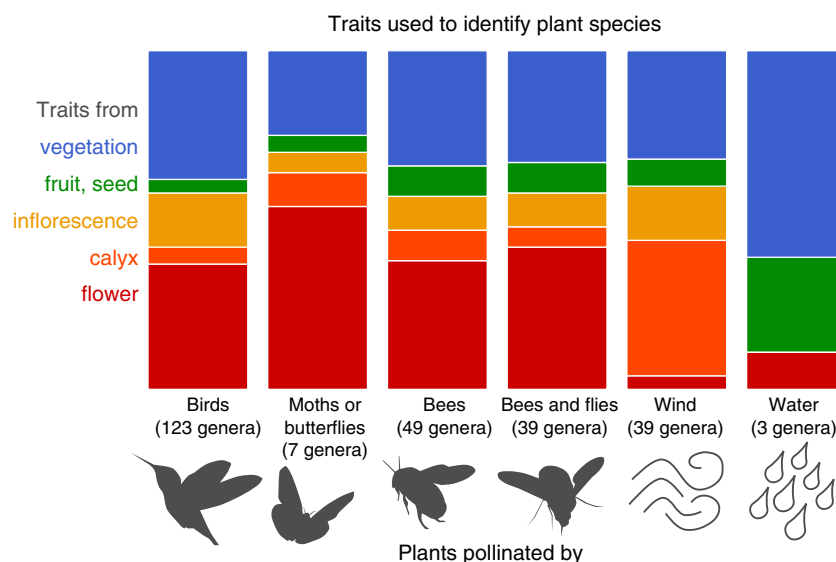 Traits used to identify plant species
Traits from
vegetation
fruit, seed
inflorescence
calyx
flower
Birds
(123 genera)
Moths or
butterflies
(7 genera)
Bees
(49 genera)
Bees and flies
(39 genera)
Wind
(39 genera)
Water
(3 genera)
Plants pollinated by